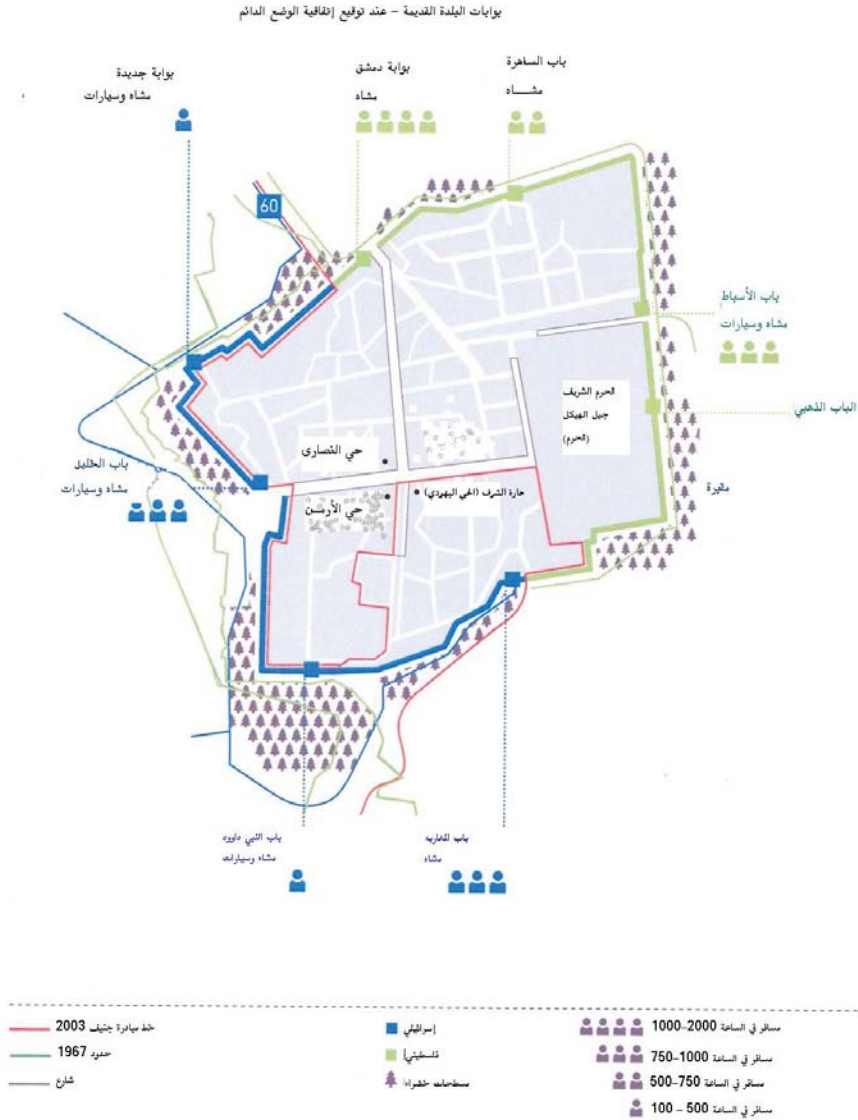 بوابات البلدة القديمة – عند توقيع إتفاقية الوضع الدائم
باب الساهرة
مشـــاه
بوابة دمشق
مشاه
بوابة جديدة
مشاه وسيارات
60
باب الأسباط
مشاه وسيارات
الحرم الشريف
جبل الهيكل
(الحرم)
الباب الذهبي
حي النصارى
باب الخليل
مشاه وسيارات
مقبرة
حارة الشرف (الحي اليهودي)
حي الأرمـن
باب المغاربه
مشاه
باب النبي داوود
مشاه وسيارات
1000–2000 مسافر في الساعة
إسرائيلي
خط مبادرة جنيف 2003
750–1000 مسافر في الساعة
فلسطيني
حدود 1967
500–750 مسافر في الساعة
مسطحات خضراء
شارع
100 – 500 مسافر في الساعة